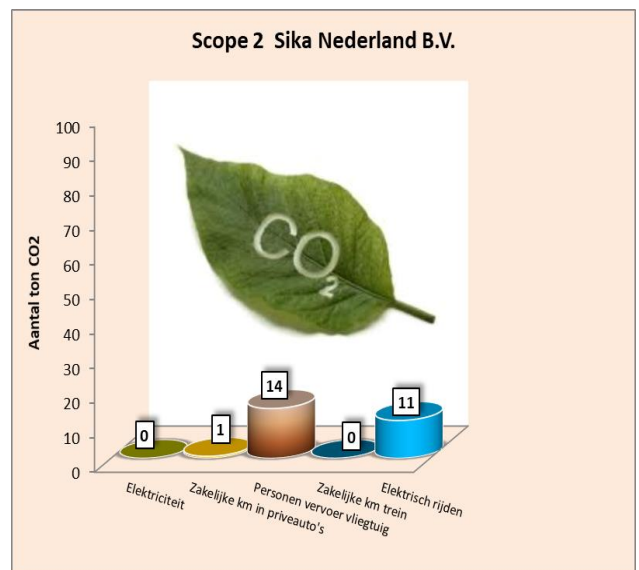 Scope 2 Sika Nederland B.V.
Aantal ton CO2
100
90
80
70
60
50
40
30
20
10
0
CO2
0
1
14
0
11
Elektriciteit
Zakelijke km in priveauto's
Personen vervoer vliegtuig
Zakelijke km trein
Elektrisch rijden